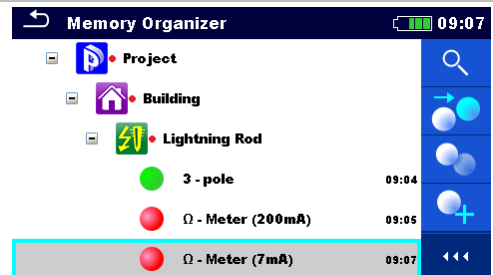 Memory Organizer 09:07
Project
Building
Lightning Rod
3 - pole 09:04
Ω - Meter (200mA) 09:05
Ω - Meter (7mA) 09:07